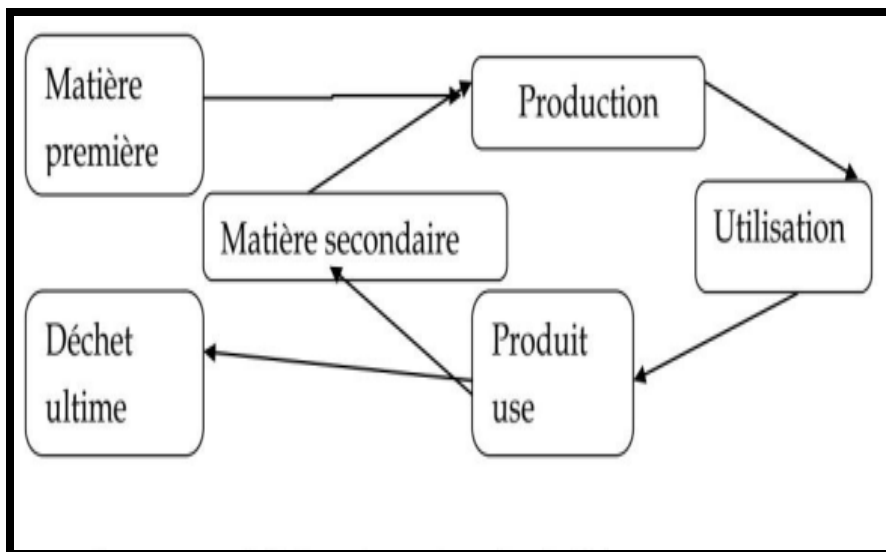 Matière
première
Production
Matière secondaire
Utilisation
Déchet
ultime
Produit
use